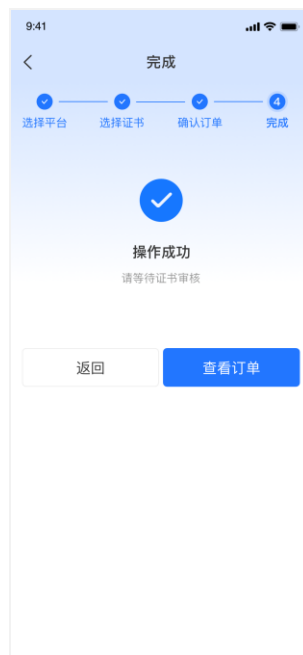 9:41
完成
4
选择平台 选择证书 确认订单 完成
操作成功
请等待证书审核
返回 查看订单